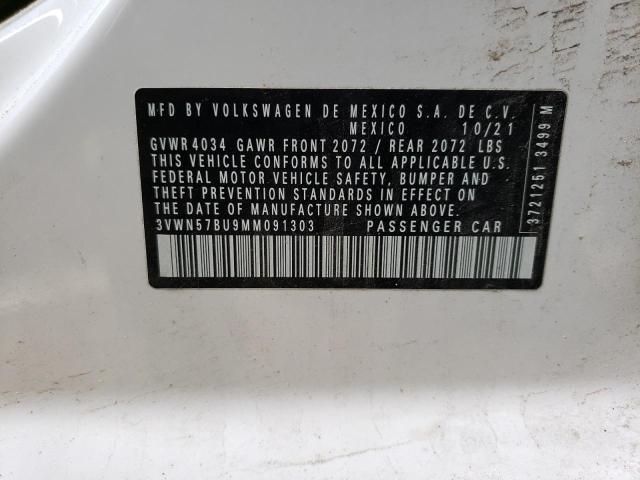 MFD BY VOLKSWAGEN DE MEXICO S.A. DE C.V.
MEXICO 10/21
GVWR 4034 GAWR FRONT 2072 / REAR 2072 LBS
THIS VEHICLE CONFORMS TO ALL APPLICABLE U.S.
FEDERAL MOTOR VEHICLE SAFETY, BUMPER AND
THEFT PREVENTION STANDARDS IN EFFECT ON
THE DATE OF MANUFACTURE SHOWN ABOVE.
3VWN57BU9MM091303 PASSENGER CAR
3721251 3499 M